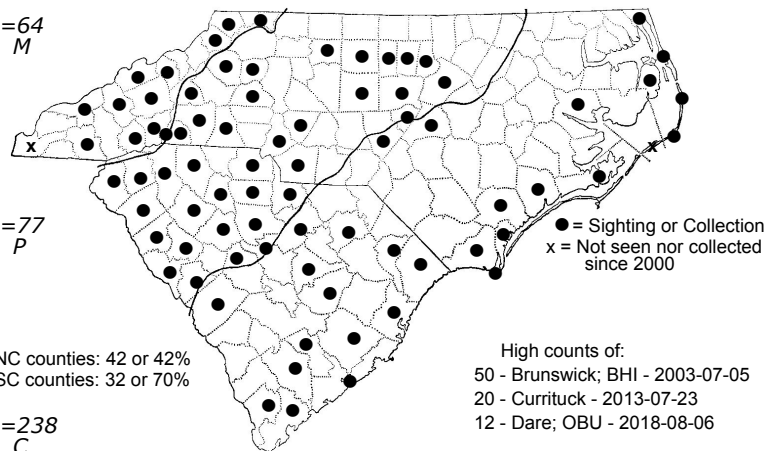 =64
M
x
=77
P
● = Sighting or Collection
x = Not seen nor collected
since 2000
x
NC counties: 42 or 42%
SC counties: 32 or 70%
High counts of:
50 - Brunswick; BHI - 2003-07-05
20 - Currituck - 2013-07-23
12 - Dare; OBU - 2018-08-06
=238
C